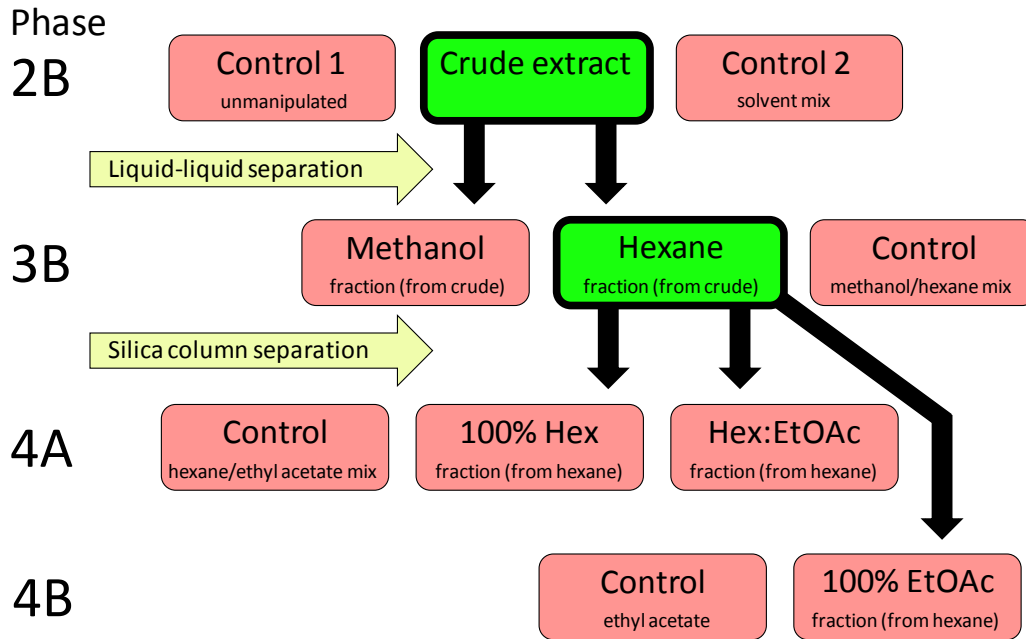 Phase
2B
Control 1
unmanipulated
Crude extract
Control 2
solvent mix
Liquid-liquid separation
3B
Methanol
fraction (from crude)
Hexane
fraction (from crude)
Control
methanol/hexane mix
Silica column separation
4A
Control
hexane/ethyl acetate mix
100% Hex
fraction (from hexane)
Hex:EtOAc
fraction (from hexane)
4B
Control
ethyl acetate
100% EtOAc
fraction (from hexane)